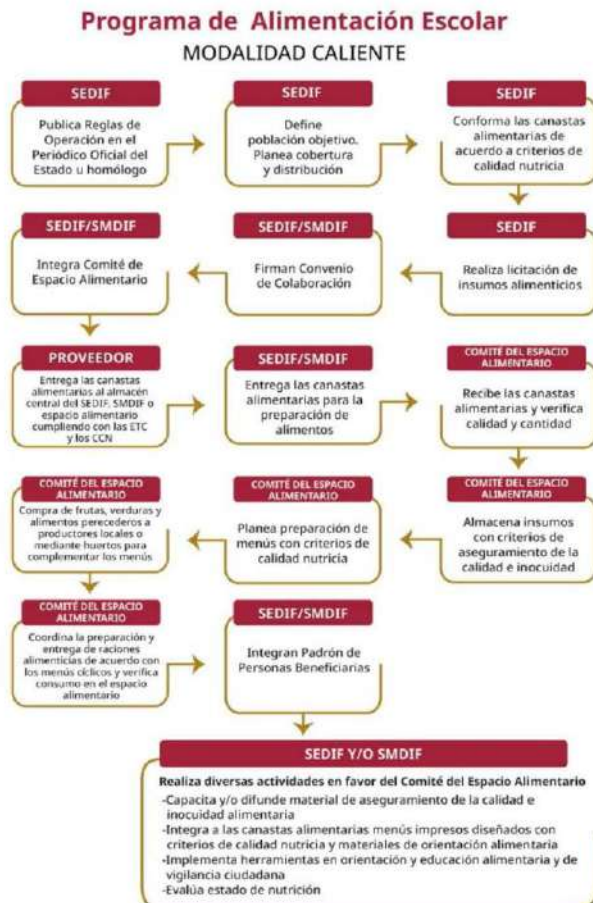 Programa de Alimentación Escolar
MODALIDAD CALIENTE
SEDIF
Publica Reglas de
Operación en el
Periódico Oficial del
Estado u homólogo
SEDIF
Define
población objetivo.
Planea cobertura
y distribución
SEDIF
Conforma las canastas
alimentarias de
acuerdo a criterios de
calidad nutricia
SEDIF
Realiza licitación de
insumos alimenticios
SEDIF/SMDIF
Firman Convenio
de Colaboración
SEDIF/SMDIF
Integra Comité de
Espacio Alimentario
PROVEEDOR
Entrega las canastas
alimentarias al almacén
central del SEDIF, SMDIF o
espacio alimentario
cumpliendo con las ETC
y los CCN
SEDIF/SMDIF
Entrega las canastas
alimentarias para la
preparación de
alimentos
COMITÉ DEL ESPACIO
ALIMENTARIO
Recibe las canastas
alimentarias y verifica
calidad y cantidad
COMITÉ DEL ESPACIO
ALIMENTARIO
Almacena insumos
con criterios de
aseguramiento de la
calidad e inocuidad
COMITÉ DEL ESPACIO
ALIMENTARIO
Planea preparación de
menús con criterios de
calidad nutricia
COMITÉ DEL ESPACIO
ALIMENTARIO
Compra de frutas, verduras y
alimentos perecederos a
productores locales o
mediante huertos para
complementar los menús
COMITÉ DEL ESPACIO
ALIMENTARIO
Coordina la preparación y
entrega de raciones
alimenticias de acuerdo con
los menús cíclicos y verifica
consumo en el espacio
alimentario
SEDIF/SMDIF
Integran Padrón de
Personas Beneficiarias
SEDIF Y/O SMDIF
Realiza diversas actividades en favor del Comité del Espacio Alimentario
-Capacita y/o difunde material de aseguramiento de la calidad e
inocuidad alimentaria
-Integra a las canastas alimentarias menús impresos diseñados con
criterios de calidad nutricia y materiales de orientación alimentaria
-Implementa herramientas en orientación y educación alimentaria y de
vigilancia ciudadana
-Evalúa estado de nutrición